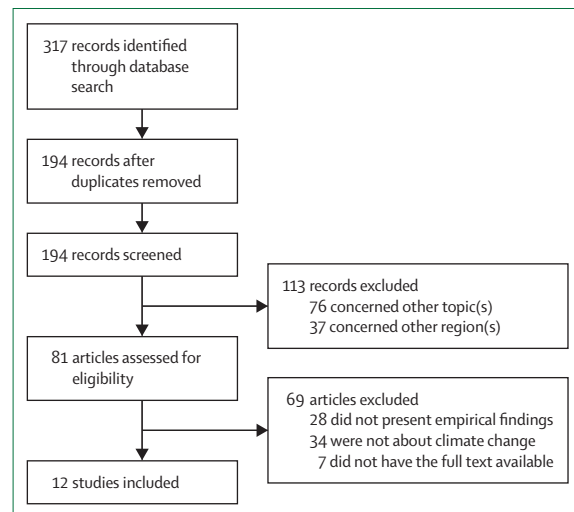 317 records identified
through database
search
194 records after
duplicates removed
194 records screened
113 records excluded
76 concerned other topic(s)
37 concerned other region(s)
81 articles assessed for
eligibility
69 articles excluded
28 did not present empirical findings
34 were not about climate change
7 did not have the full text available
12 studies included